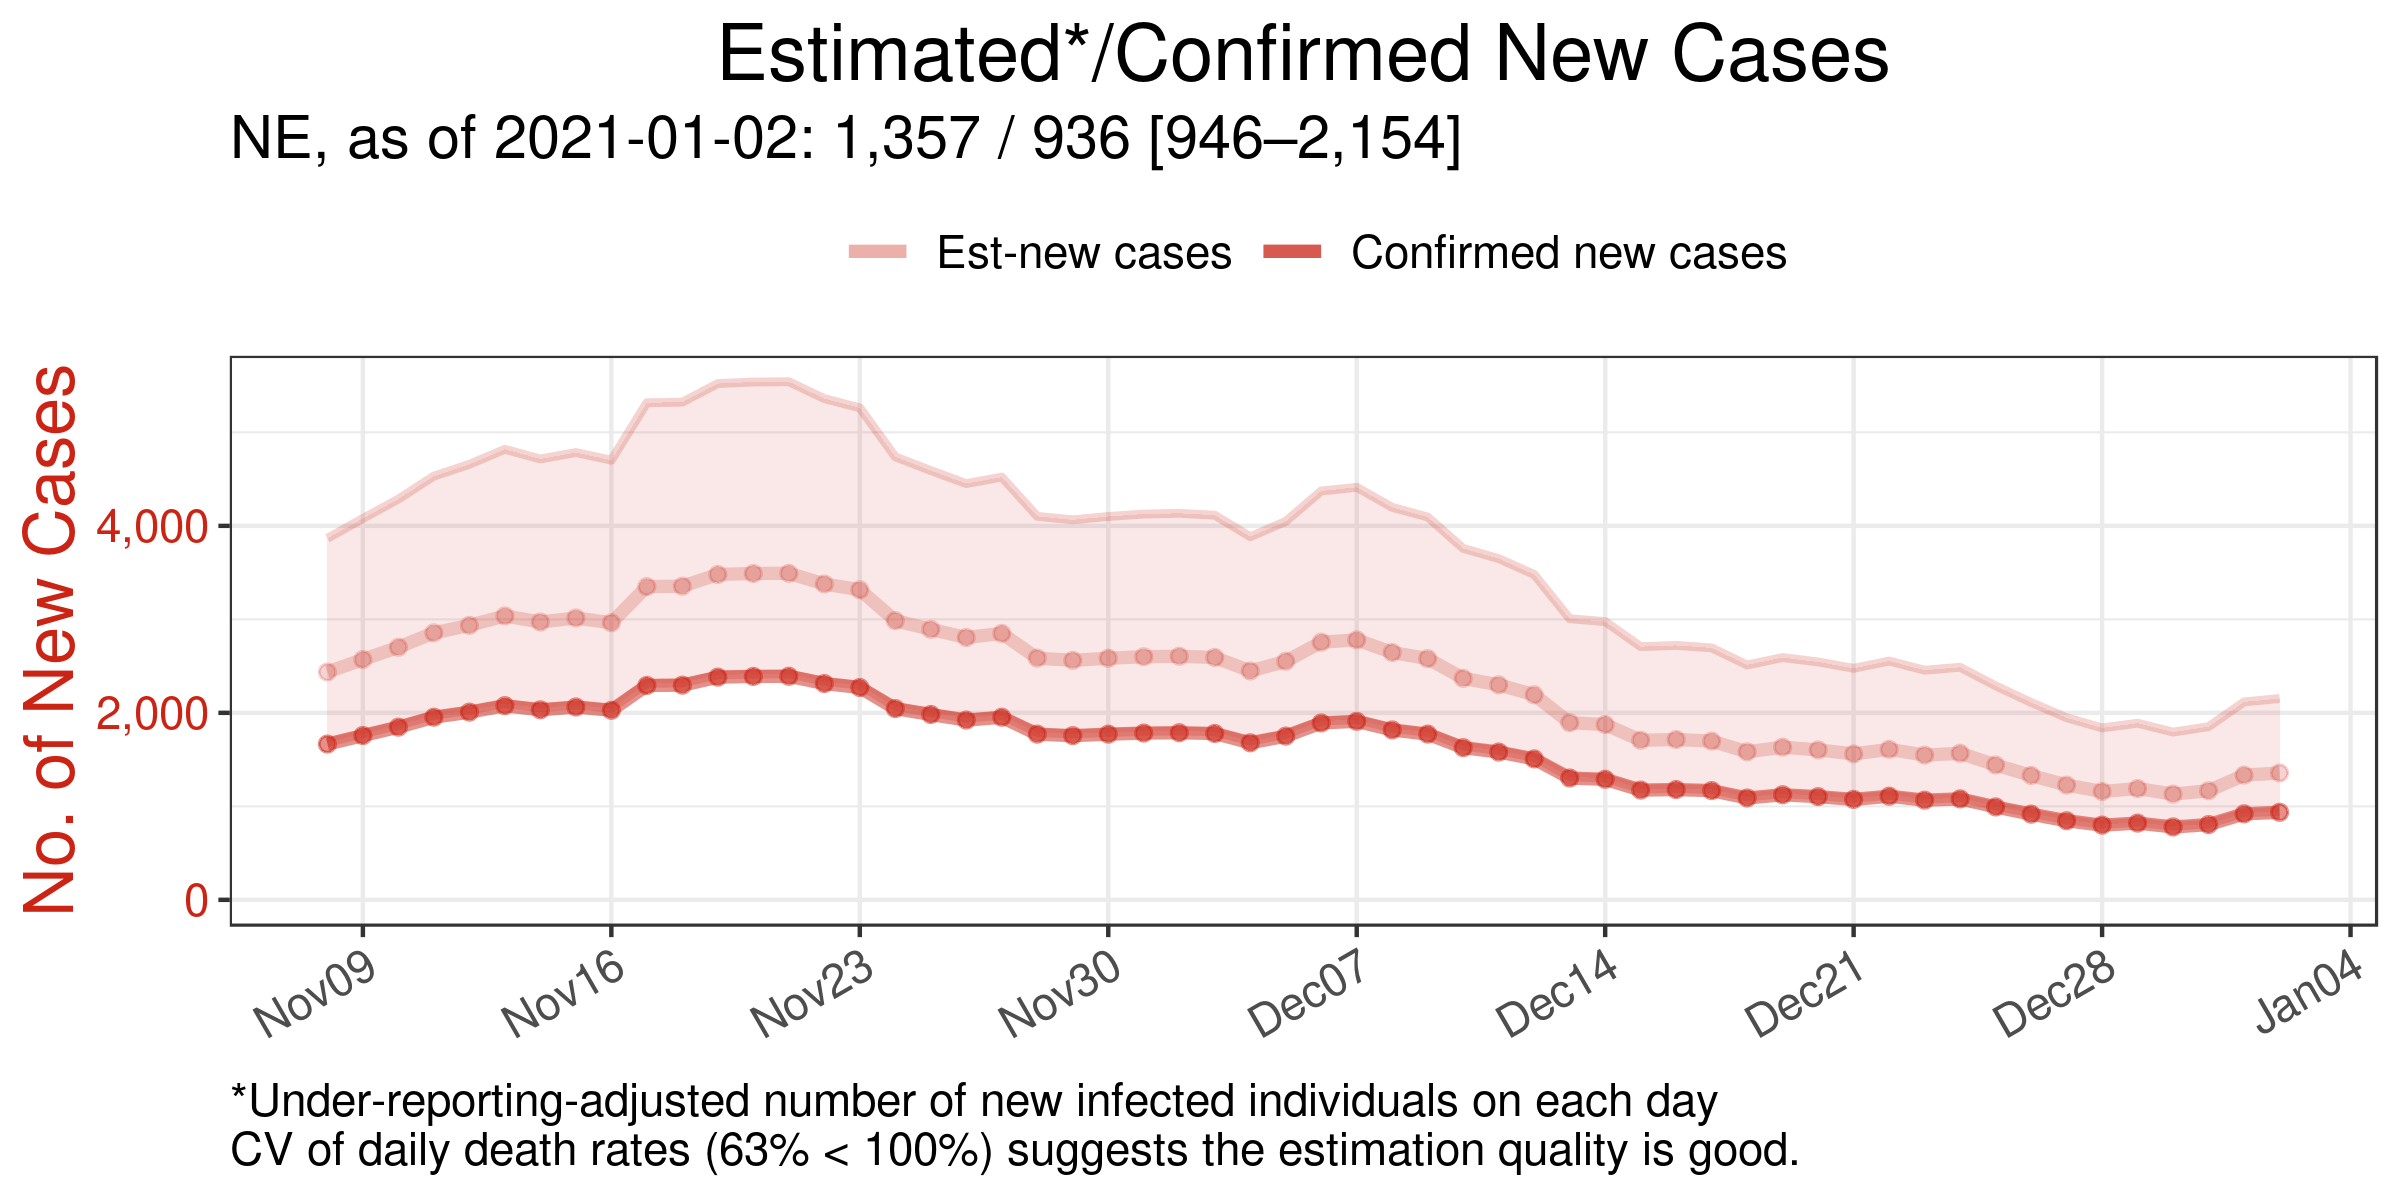 Estimated*/Confirmed New Cases
NE, as of 2021-01-02: 1,357 / 936 [946–2,154]
Est-new cases
Confirmed new cases
No. of New Cases
4,000
2,000
0
Nov09
Nov16
Nov23
Nov30
Dec07
Dec14
Dec21
Dec28
Jan04
*Under-reporting-adjusted number of new infected individuals on each day
CV of daily death rates (63% < 100%) suggests the estimation quality is good.